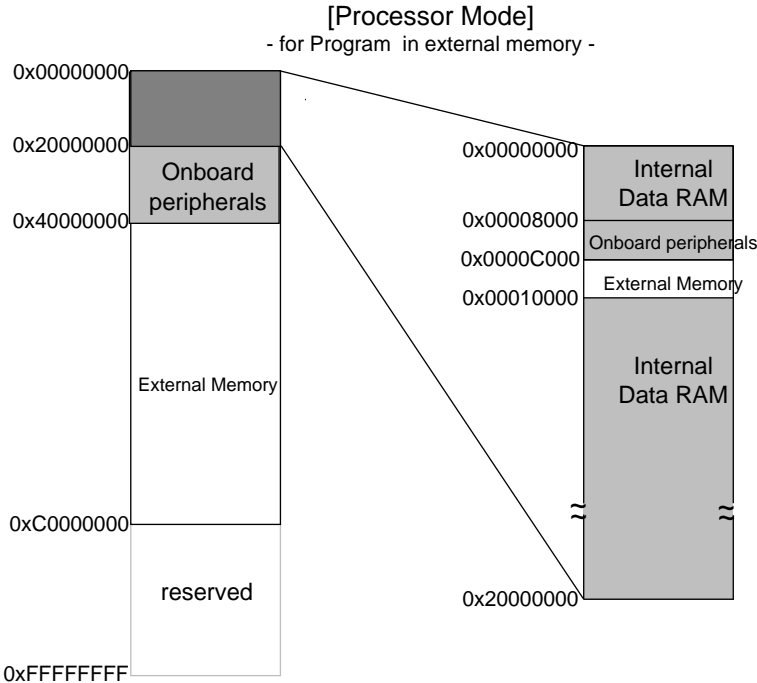 [Processor Mode]
- for Program in external memory -
0x00000000
0x20000000
Onboard
peripherals
0x40000000
External Memory
0xC0000000
reserved
0xFFFFFFFF
0x00000000
Internal
Data RAM
0x00008000
Onboard peripherals
0x0000C000
External Memory
0x00010000
Internal
Data RAM
≈ ≈
0x20000000